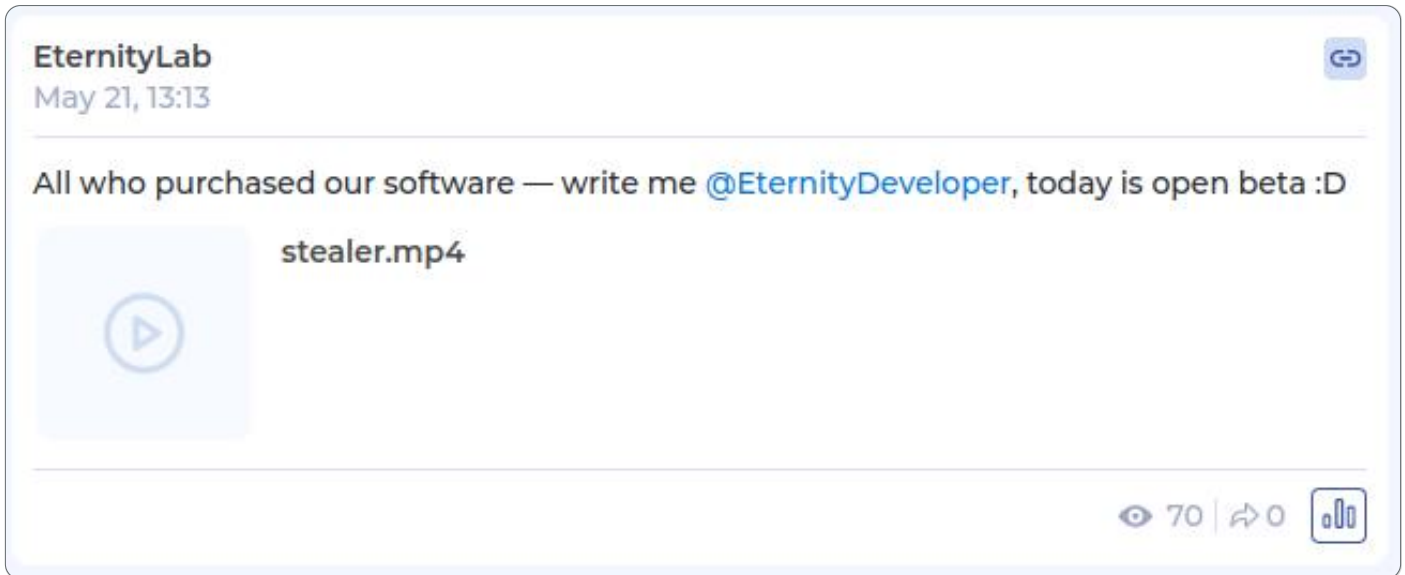 EternityLab
May 21, 13:13
All who purchased our software — write me @EternityDeveloper, today is open beta :D
stealer.mp4
70
0